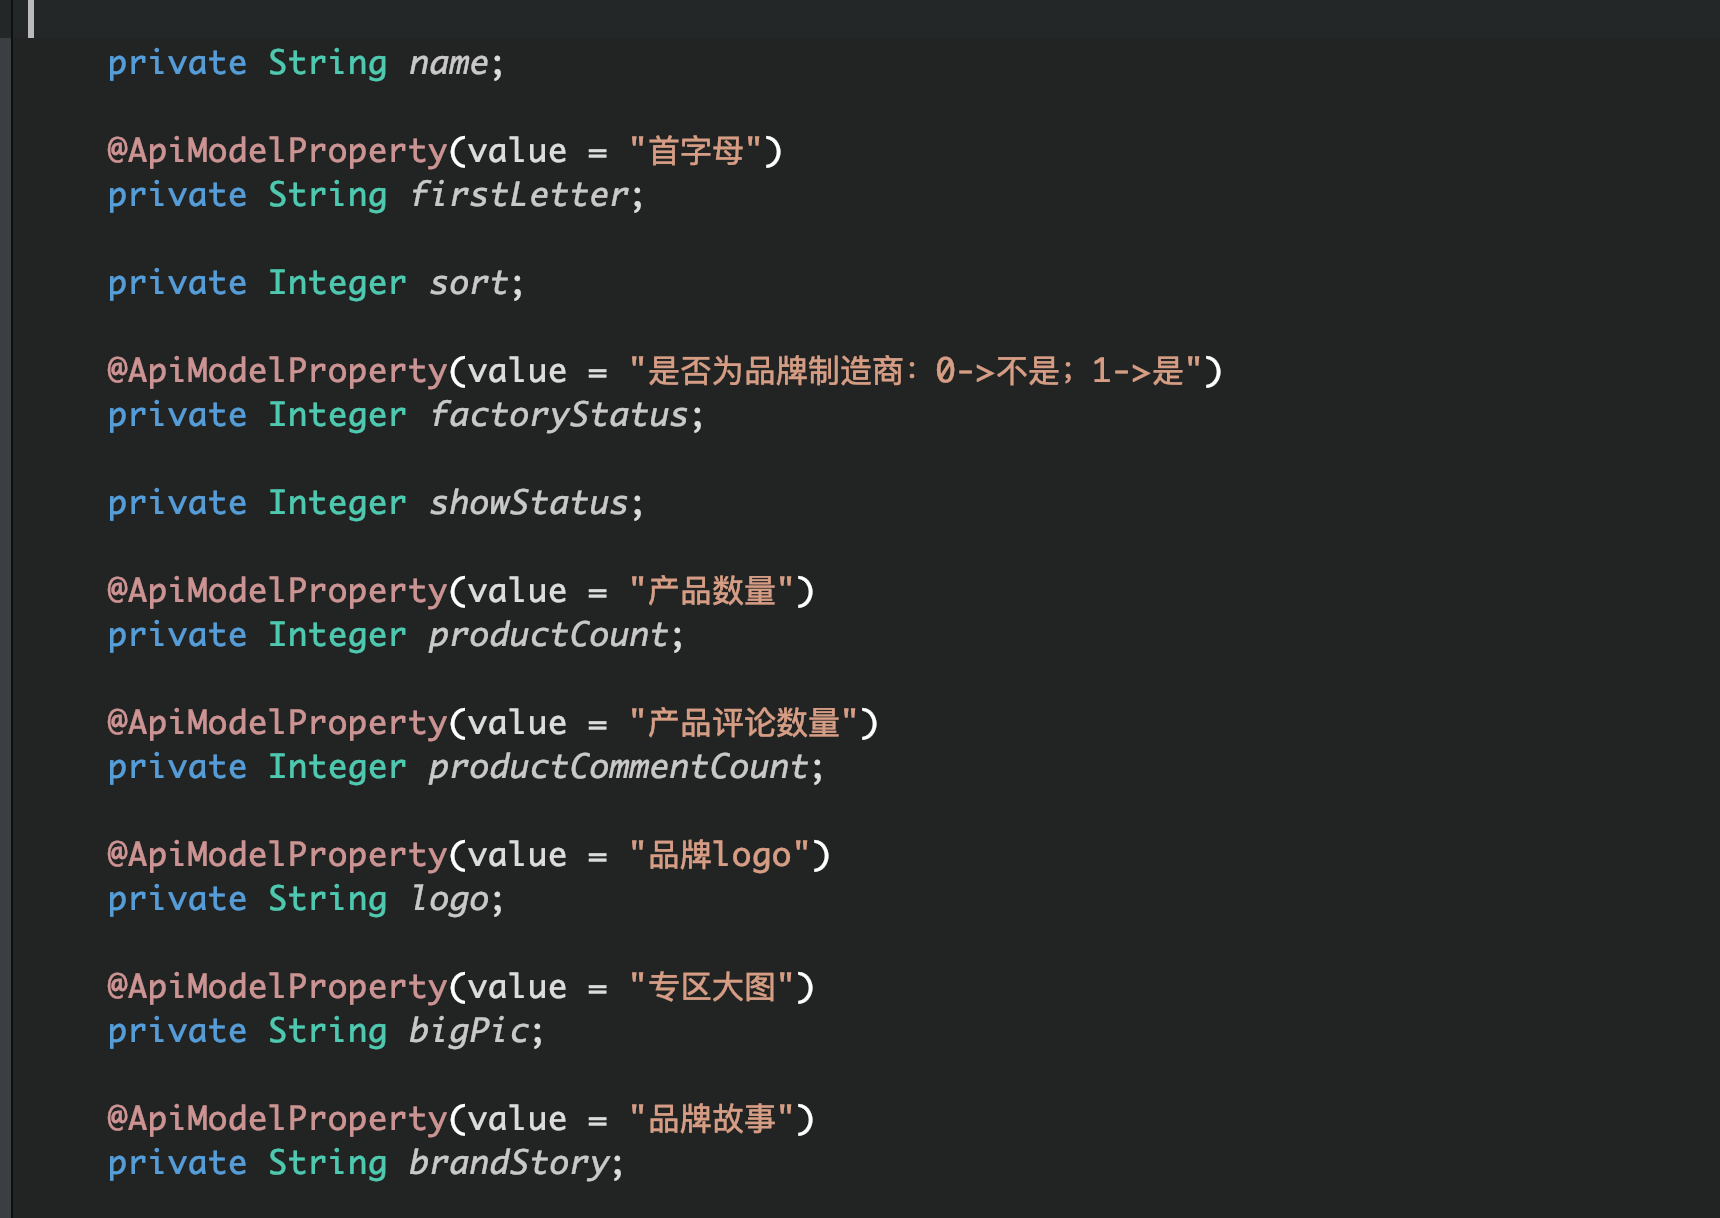 private String name;
@ApiModelProperty(value = "首字母")
private String firstLetter;
private Integer sort;
@ApiModelProperty(value = "是否为品牌制造商：0->不是；1->是")
private Integer factoryStatus;
private Integer showStatus;
@ApiModelProperty(value = "产品数量")
private Integer productCount;
@ApiModelProperty(value = "产品评论数量")
private Integer productCommentCount;
@ApiModelProperty(value = "品牌logo")
private String logo;
@ApiModelProperty(value = "专区大图")
private String bigPic;
@ApiModelProperty(value = "品牌故事")
private String brandStory;